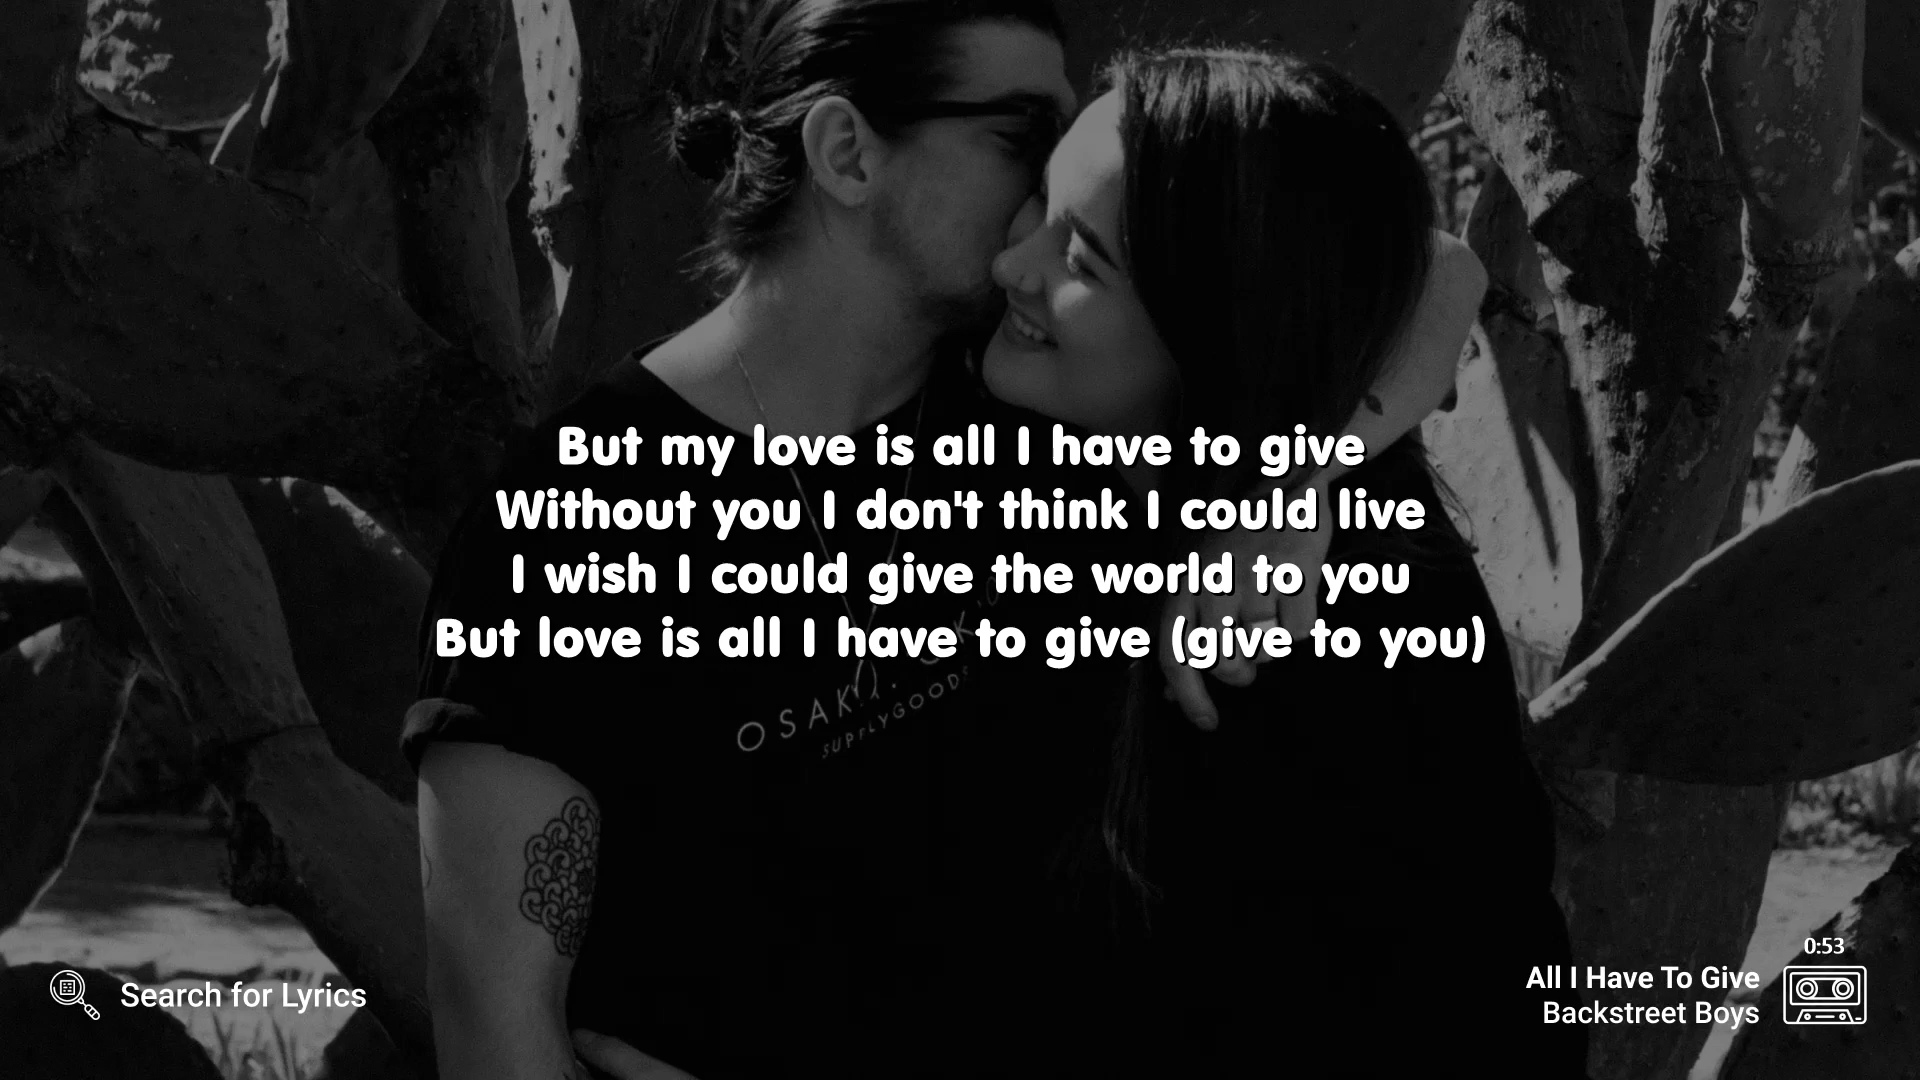 But my love is all I have to give
Without you I don't think I could live
I wish I could give the world to you
But love is all I have to give (give to you)
OSAKA
SUPPLYGOODS
0:53
Search for Lyrics
All I Have To Give
Backstreet Boys